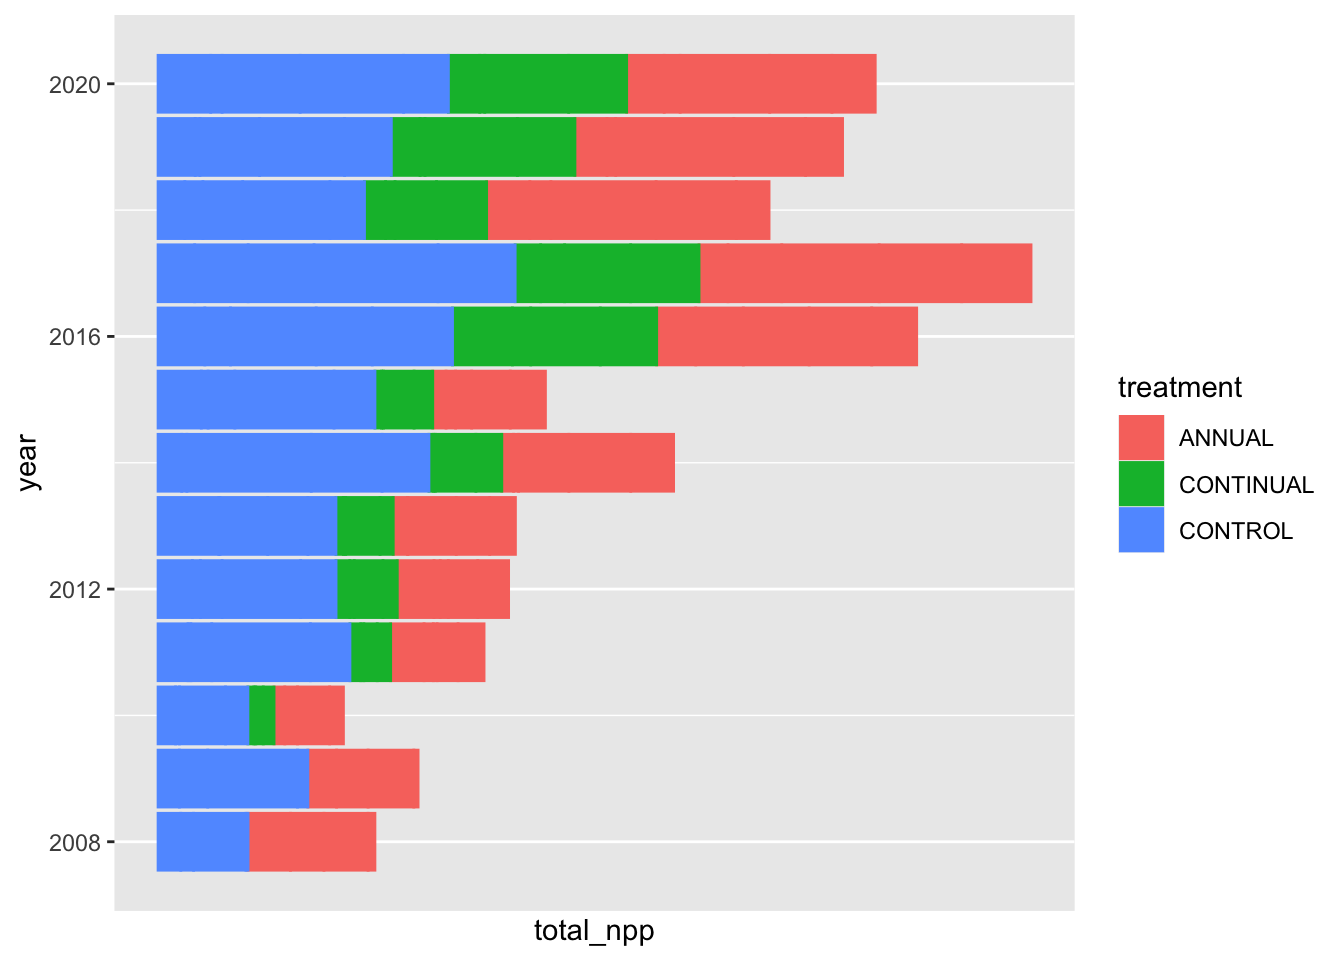 2020
2016
2012
2008
year
total_npp
treatment
ANNUAL
CONTINUAL
CONTROL